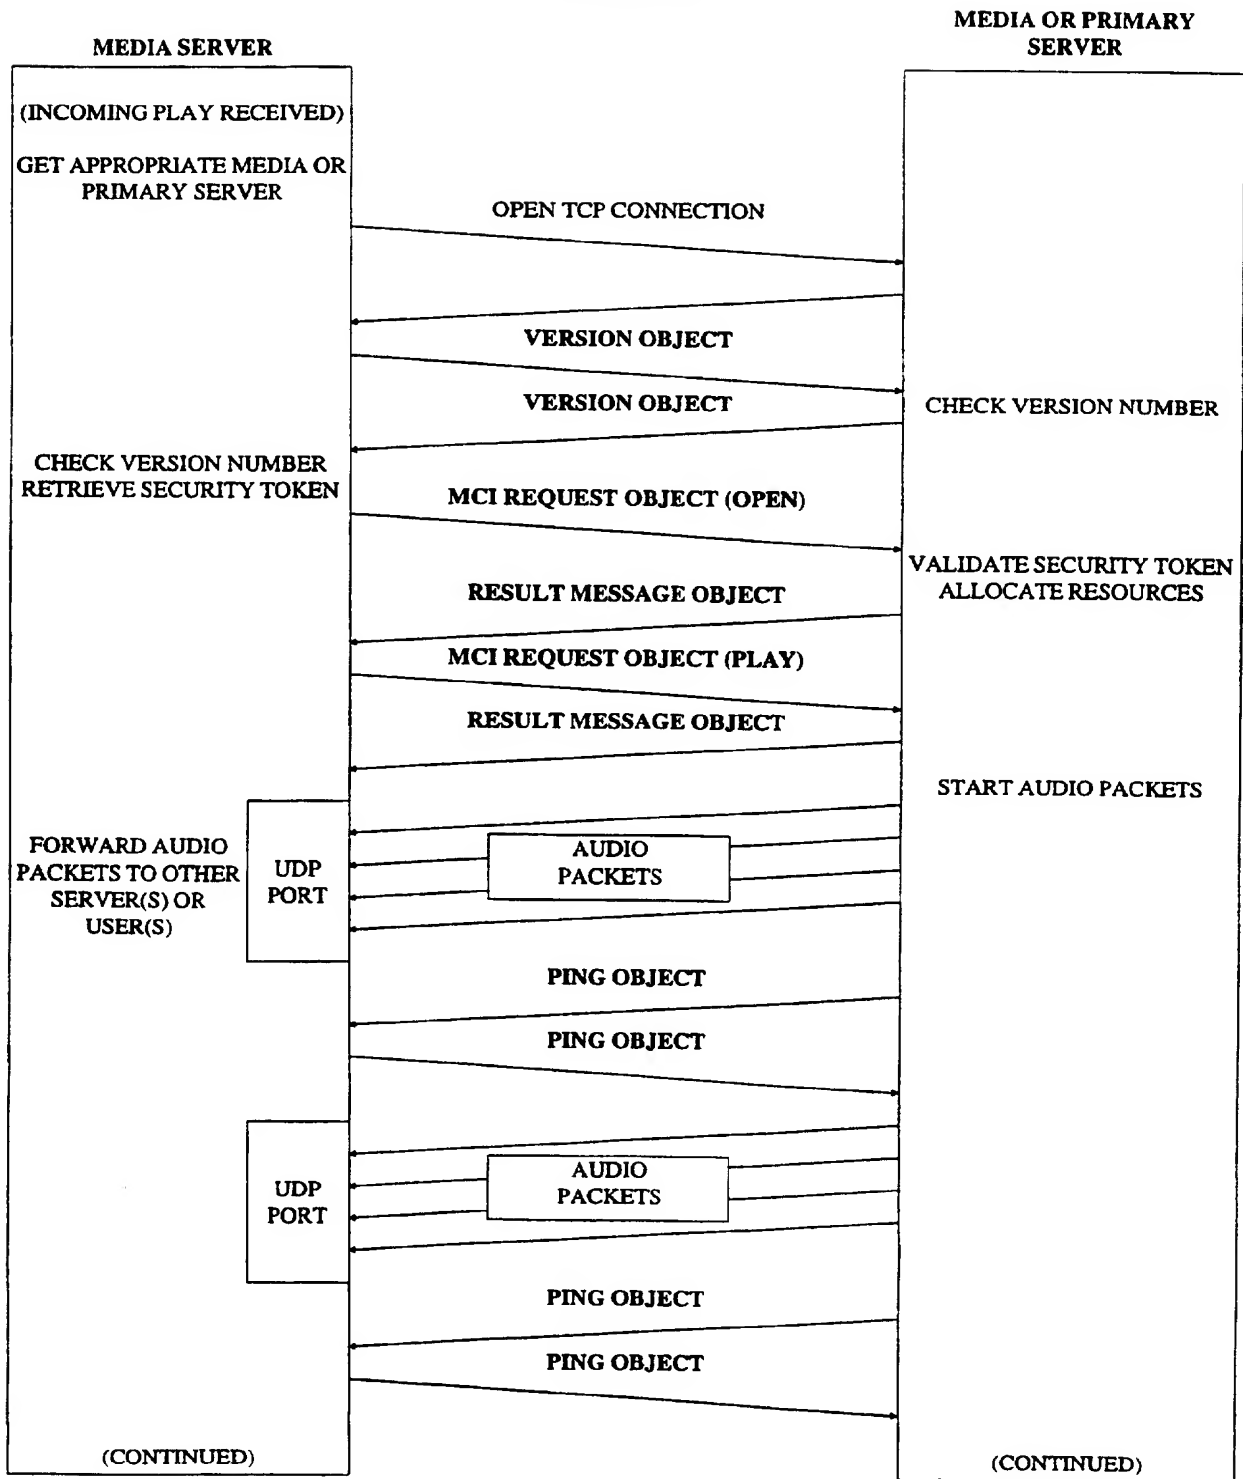 MEDIA SERVER
MEDIA OR PRIMARY
SERVER
(INCOMING PLAY RECEIVED)
GET APPROPRIATE MEDIA OR
PRIMARY SERVER
OPEN TCP CONNECTION
VERSION OBJECT
VERSION OBJECT
CHECK VERSION NUMBER
CHECK VERSION NUMBER
RETRIEVE SECURITY TOKEN
MCI REQUEST OBJECT (OPEN)
VALIDATE SECURITY TOKEN
ALLOCATE RESOURCES
RESULT MESSAGE OBJECT
MCI REQUEST OBJECT (PLAY)
RESULT MESSAGE OBJECT
START AUDIO PACKETS
FORWARD AUDIO
PACKETS TO OTHER
SERVER(S) OR
USER(S)
UDP
PORT
AUDIO
PACKETS
PING OBJECT
PING OBJECT
UDP
PORT
AUDIO
PACKETS
PING OBJECT
PING OBJECT
(CONTINUED)
(CONTINUED)